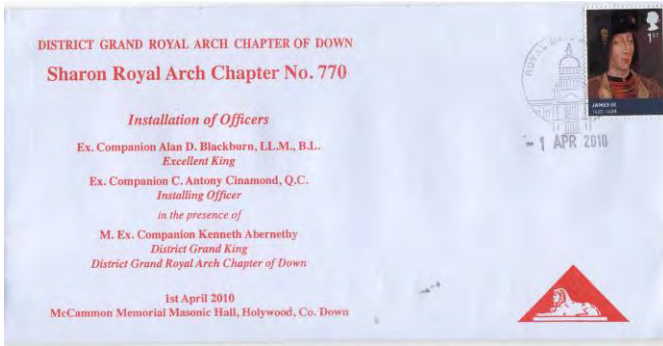 DISTRICT GRAND ROYAL ARCH CHAPTER OF DOWN
Sharon Royal Arch Chapter No. 770
Installation of Officers
Ex. Companion Alan D. Blackburn, LL.M., B.L.
Excellent King
Ex. Companion C. Antony Cinamond, Q.C.
Installing Officer
in the presence of
M. Ex. Companion Kenneth Abernethy
District Grand King
District Grand Royal Arch Chapter of Down
1st April 2010
McCammon Memorial Masonic Hall, Holywood, Co. Down
ROYAL
- 1 APR 2010
1st
JAMES III